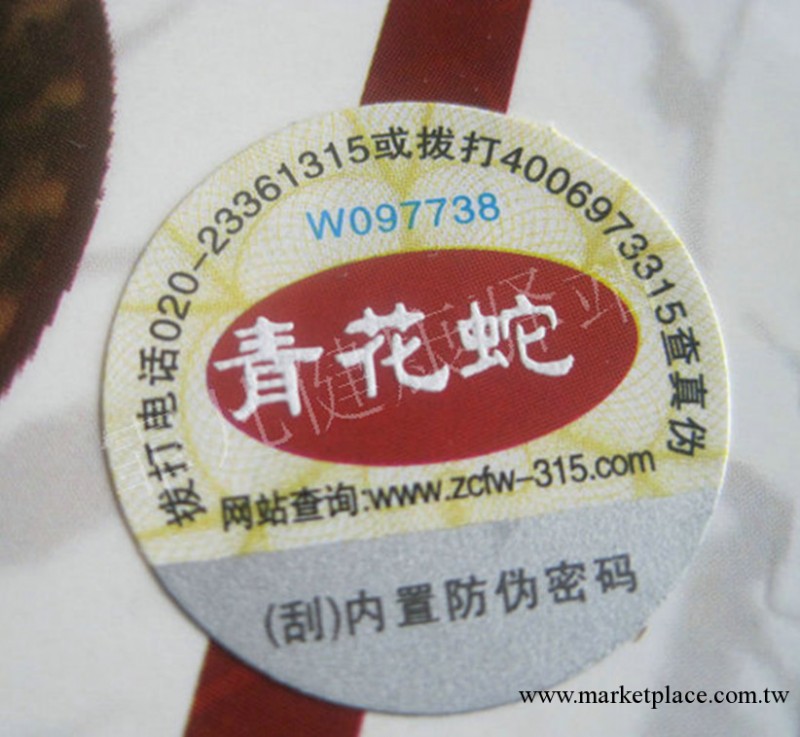 拨打电话020-23361315或拨打4006973315查真伪
W097738
青花蛇
网站查询:www.zcfw-315.com
(刮)内置防伪密码
www.marketplace.com.tw